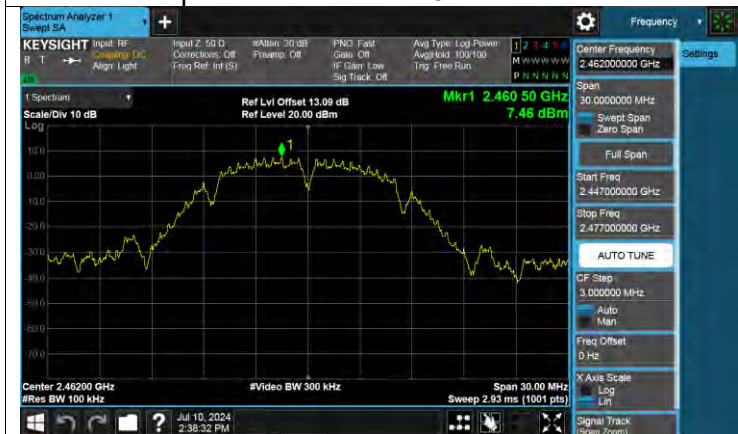 Spectrum Analyzer 1
Swept SA
Frequency
KEYSIGHT
R T
Input: RF
Coupling: DC
Align: Light
Input Z: 50 Ω
Corrections: Off
Freq Ref: Int (S)
#Atten: 30 dB
Preamp: Off
PNO: Fast
Gate: Off
IF Gain: Low
Sig Track: Off
Avg Type: Log-Power
Avg|Hold: 100/100
Trig: Free Run
1 2 3 4 5 6
M W W W W W
P N N N N N
1 Spectrum
Scale/Div 10 dB
Log
Ref Lvl Offset 13.09 dB
Ref Level 20.00 dBm
Mkr1 2.460 50 GHz
7.46 dBm
1
10.0
0.00
-10.0
-20.0
-30.0
-40.0
-50.0
-60.0
-70.0
Center 2.46200 GHz
#Res BW 100 kHz
#Video BW 300 kHz
Span 30.00 MHz
Sweep 2.93 ms (1001 pts)
Jul 10, 2024
2:38:32 PM
Center Frequency
2.462000000 GHz
Settings
Span
30.0000000 MHz
Swept Span
Zero Span
Full Span
Start Freq
2.447000000 GHz
Stop Freq
2.477000000 GHz
AUTO TUNE
CF Step
3.000000 MHz
Auto
Man
Freq Offset
0 Hz
X Axis Scale
Log
Lin
Signal Track
(Span Zoom)